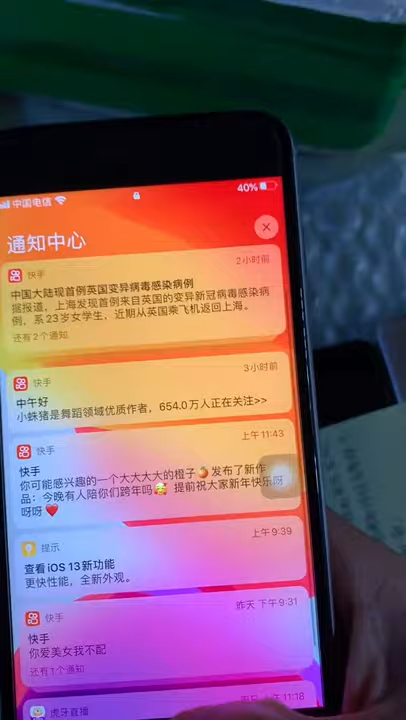 中国电信
40%
通知中心
快手
2小时前
中国大陆现首例英国变异病毒感染病例
据报道，上海发现首例来自英国的变异新冠病毒感染病
例，系23岁女学生，近期从英国乘飞机返回上海。
还有2个通知
快手
3小时前
中午好
小蛛猪是舞蹈领域优质作者，654.0万人正在关注>>
快手
上午11:43
快手
你可能感兴趣的一个大大大大的橙子🍊发布了新作
品：今晚有人陪你们跨年吗🥰 提前祝大家新年快乐呀
呀呀❤️
提示
上午9:39
查看iOS 13新功能
更快性能，全新外观。
快手
昨天 下午9:31
快手
你爱美女我不配
还有1个通知
虎牙直播
上午11:18